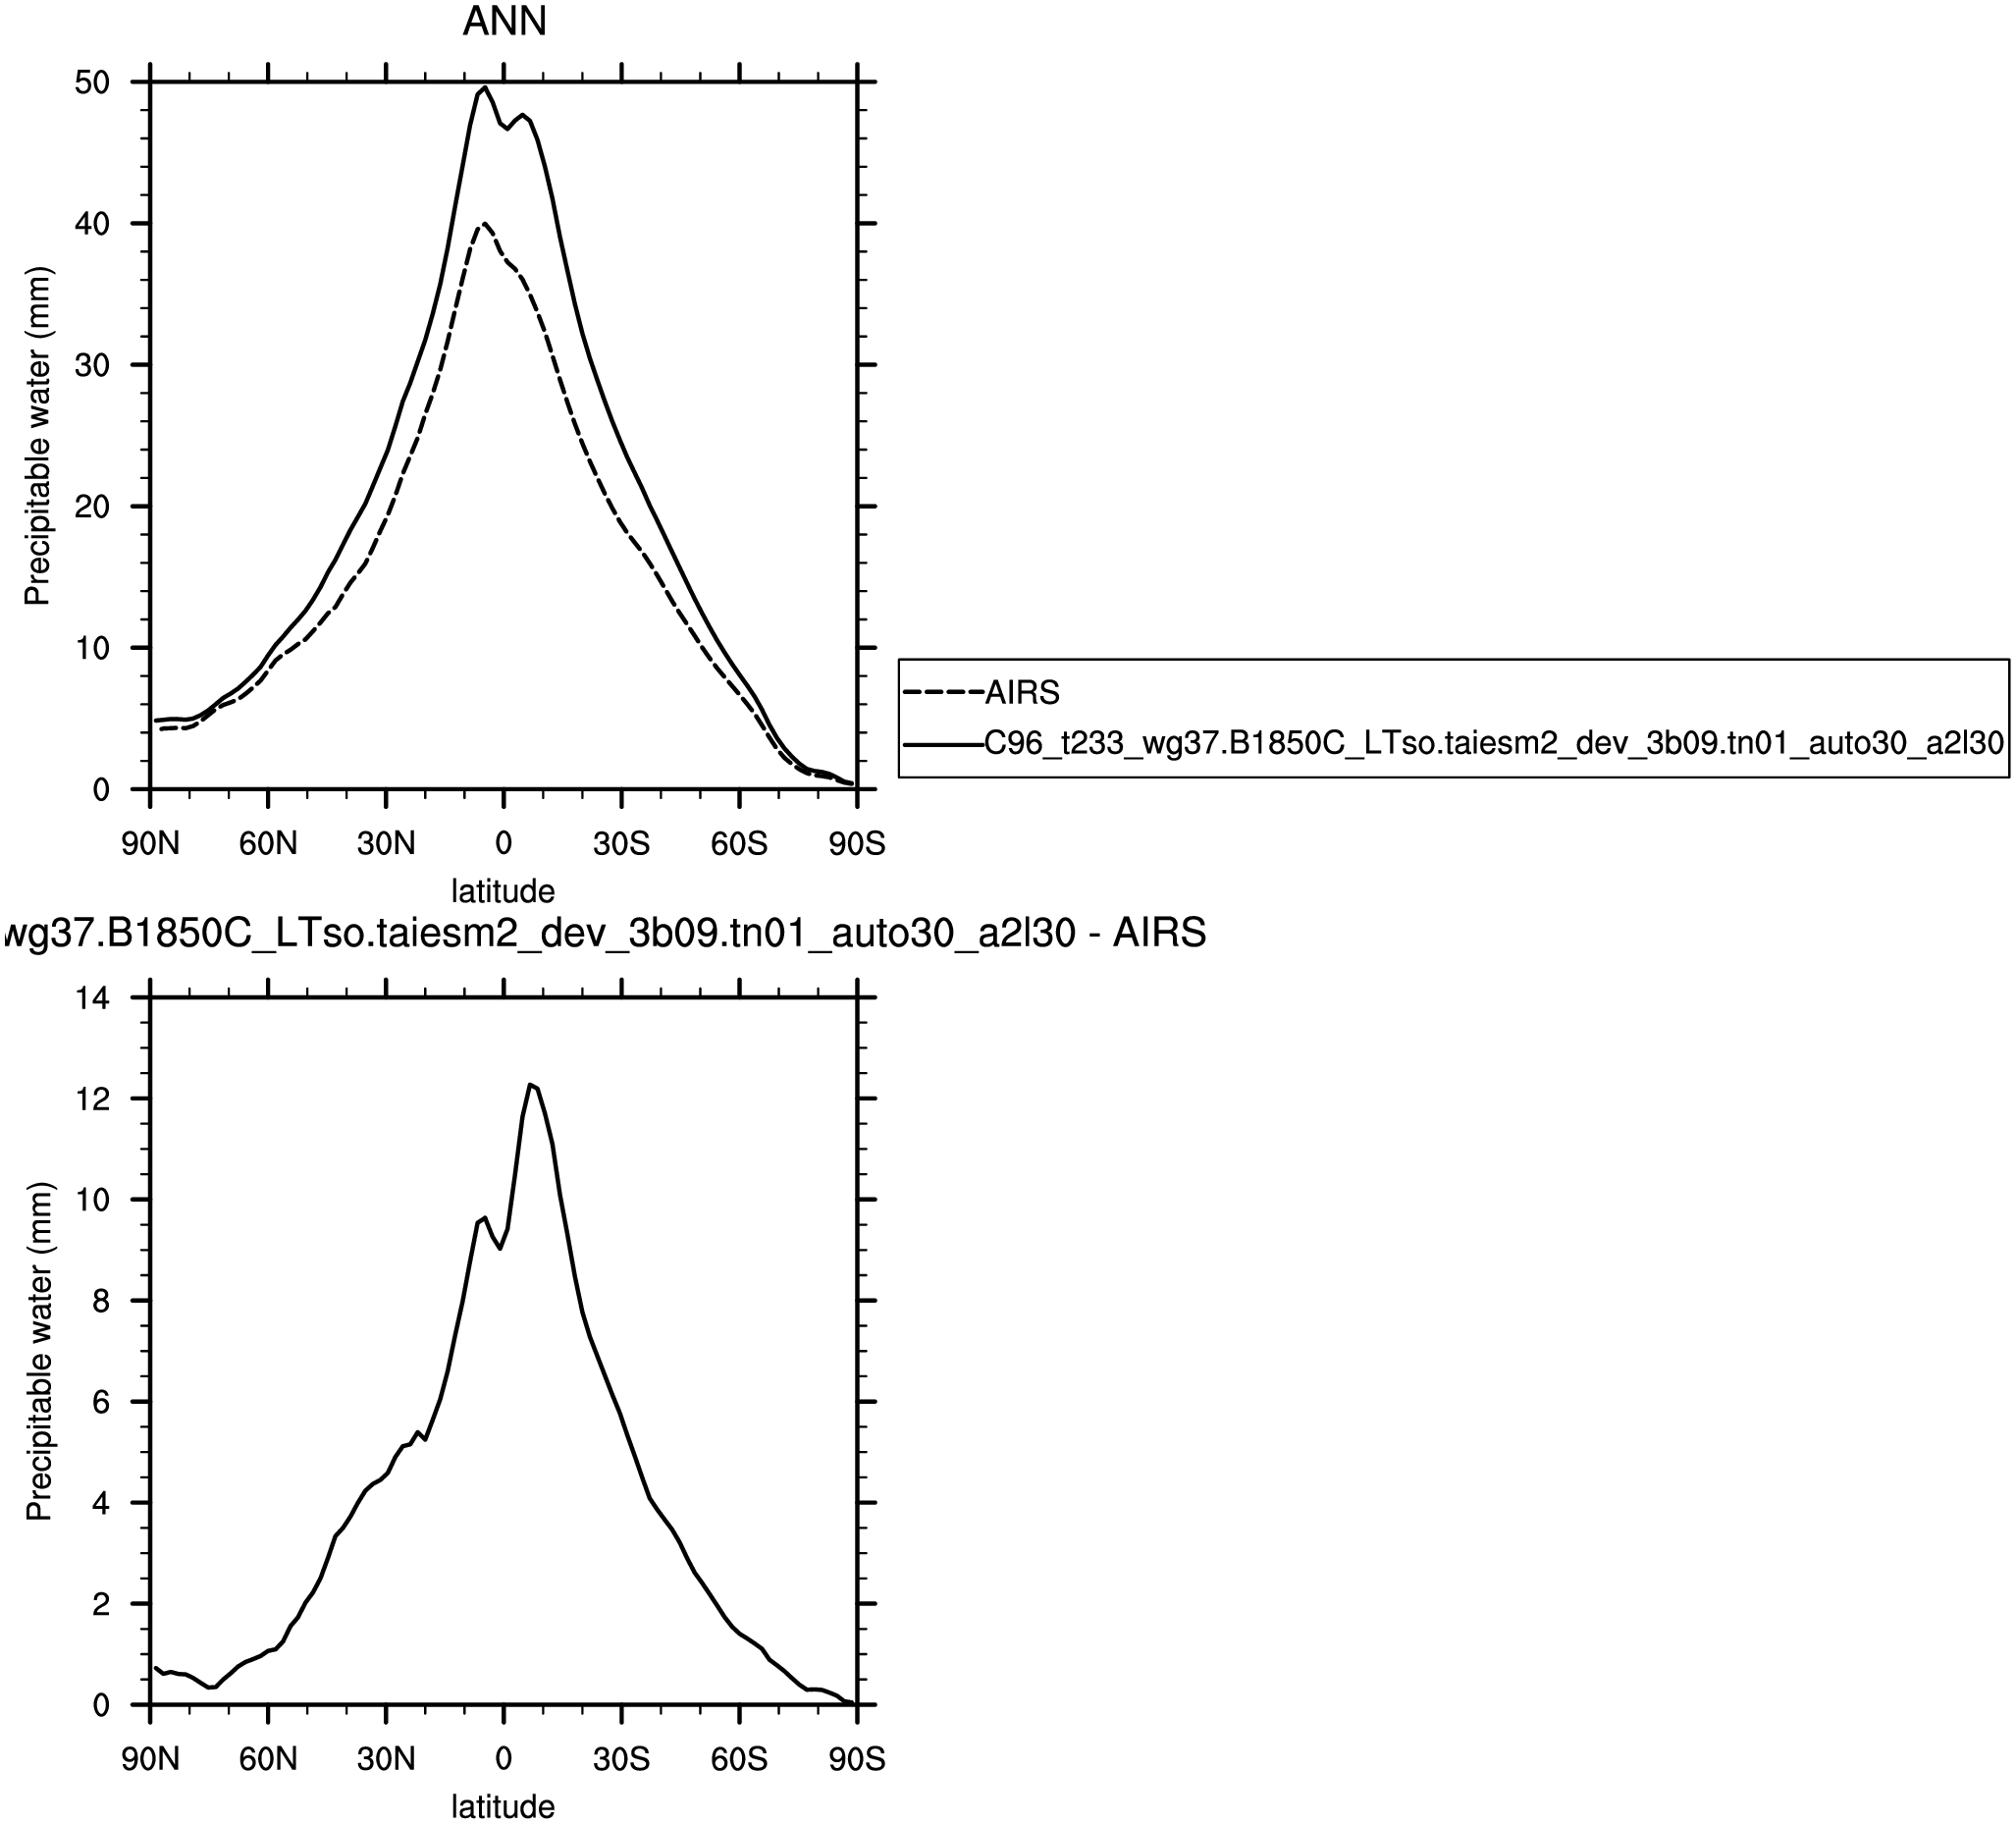 ANN
50
40
30
20
10
0
Precipitable water (mm)
90N 60N 30N 0 30S 60S 90S
latitude
AIRS
C96_t233_wg37.B1850C_LTso.taiesm2_dev_3b09.tn01_auto30_a2l30
wg37.B1850C_LTso.taiesm2_dev_3b09.tn01_auto30_a2l30 - AIRS
14
12
10
8
6
4
2
0
Precipitable water (mm)
90N 60N 30N 0 30S 60S 90S
latitude